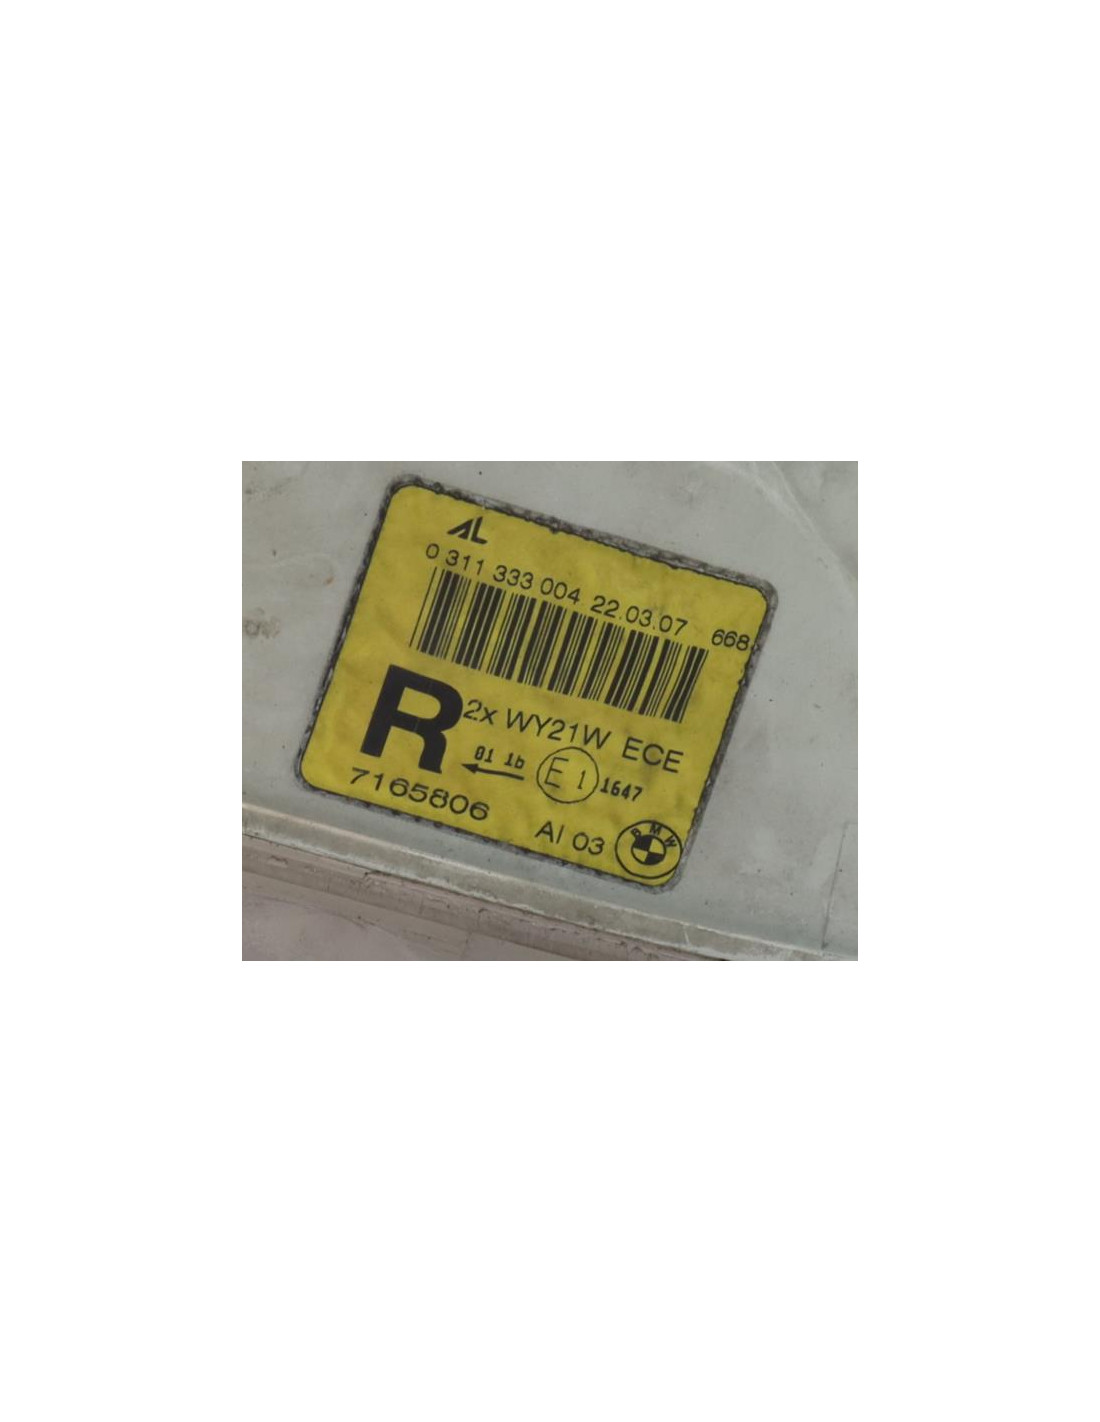 AL
0 311 333 004 22.03.07 668
R 2x WY21W ECE
01 1b E1 1647
7165806 AI 03
BMW